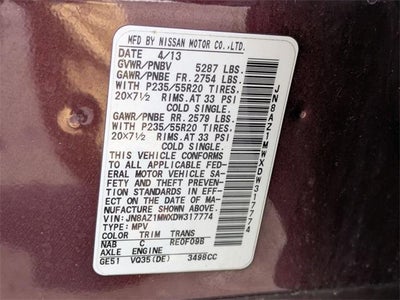 MFD BY NISSAN MOTOR CO.,LTD.
DATE 4/13
GVWR/PNBV 5287 LBS.
GAWR/PNBE FR. 2754 LBS.
WITH P235/55R20 TIRES
20X7½ RIMS. AT 33 PSI
COLD SINGLE.
GAWR/PNBE RR. 2579 LBS.
WITH P235/55R20 TIRES
20X7½ RIMS. AT 33 PSI
COLD SINGLE.
THIS VEHICLE CONFORMS
TO ALL APPLICABLE FED-
ERAL MOTOR VEHICLE SA-
FETY AND THEFT PREVEN-
TION STANDARDS IN EFF-
ECT ON THE DATE OF MA-
NUFACTURE SHOWN ABOVE.
VIN: JN8AZ1MWXDW317774
TYPE: MPV
COLOR TRIM TRANS
NAB C RE0F09B
GE51 VQ35(DE) 3498CC
JN8AZ1MWXDW317774